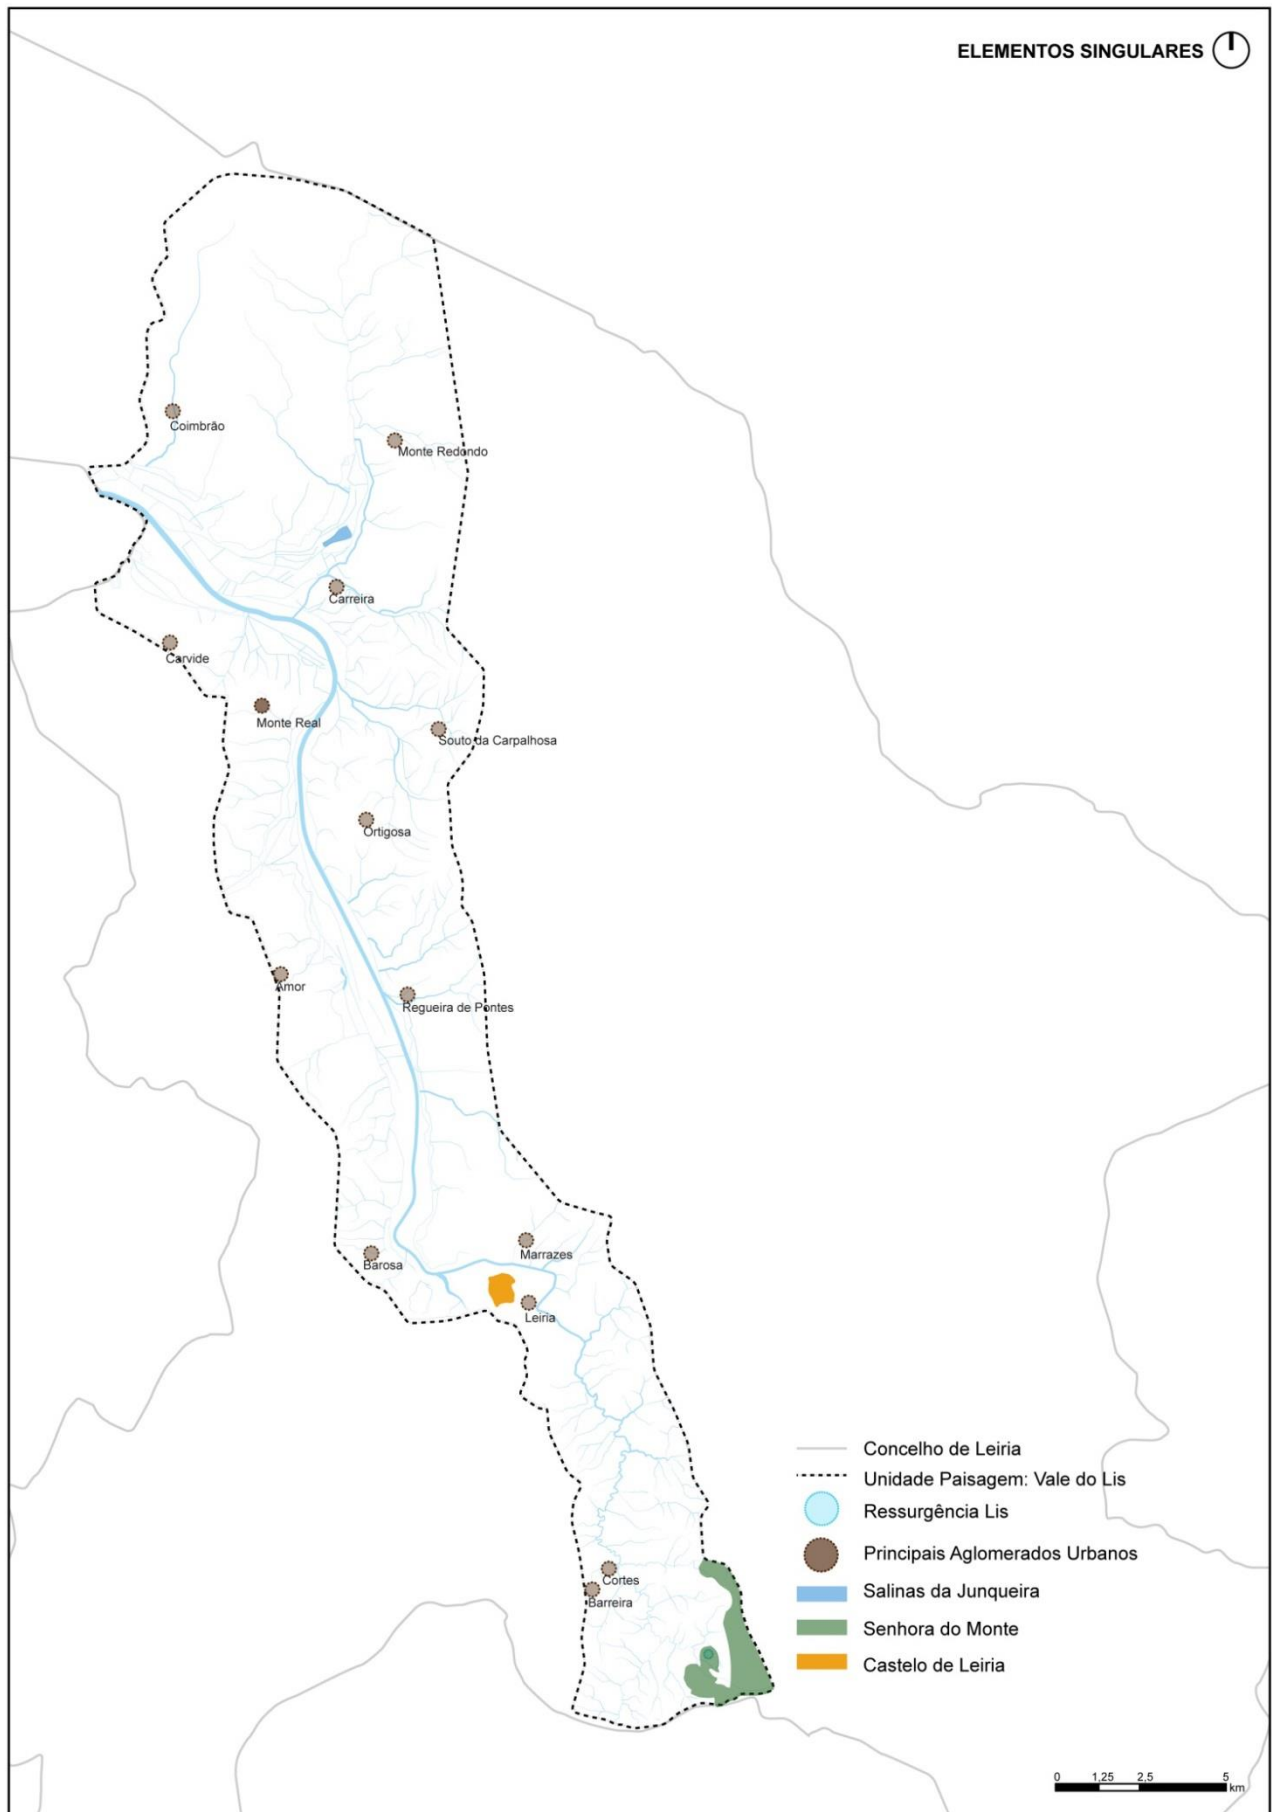 ELEMENTOS SINGULARES
Coimbrão
Monte Redondo
Carreira
Carvide
Monte Real
Souto da Carpalhosa
Ortigosa
Amor
Regueira de Pontes
Marrazes
Barosa
Leiria
Cortes
Barreira
Concelho de Leiria
Unidade Paisagem: Vale do Lis
Ressurgência Lis
Principais Aglomerados Urbanos
Salinas da Junqueira
Senhora do Monte
Castelo de Leiria
0 1,25 2,5 5
km